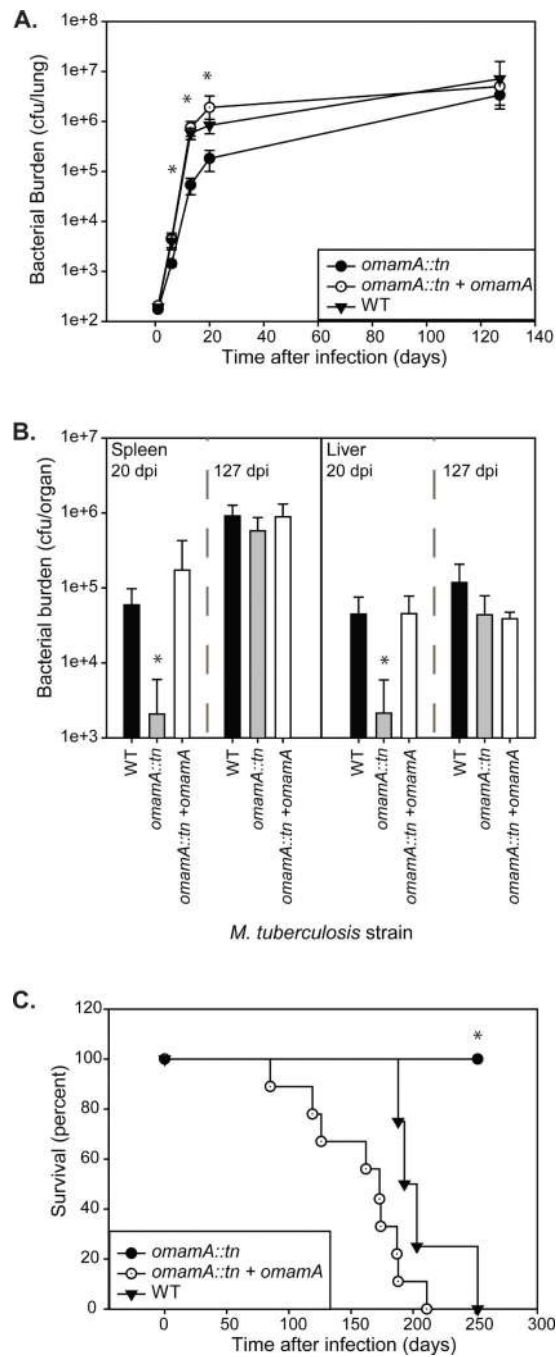 A.
*
*
*
1e+8
1e+7
1e+6
1e+5
1e+4
1e+3
1e+2
Bacterial Burden (cfu/lung)
omamA::tn
omamA::tn + omamA
WT
0 20 40 60 80 100 120 140
Time after infection (days)
B.
1e+7
1e+6
1e+5
1e+4
1e+3
Bacterial burden (cfu/organ)
Spleen
20 dpi
127 dpi
Liver
20 dpi
127 dpi
*
*
WT
omamA::tn
omamA::tn +omamA
WT
omamA::tn
omamA::tn +omamA
WT
omamA::tn
omamA::tn +omamA
WT
omamA::tn
omamA::tn +omamA
M. tuberculosis strain
C.
120
100
80
60
40
20
0
Survival (percent)
*
omamA::tn
omamA::tn + omamA
WT
0 50 100 150 200 250 300
Time after infection (days)